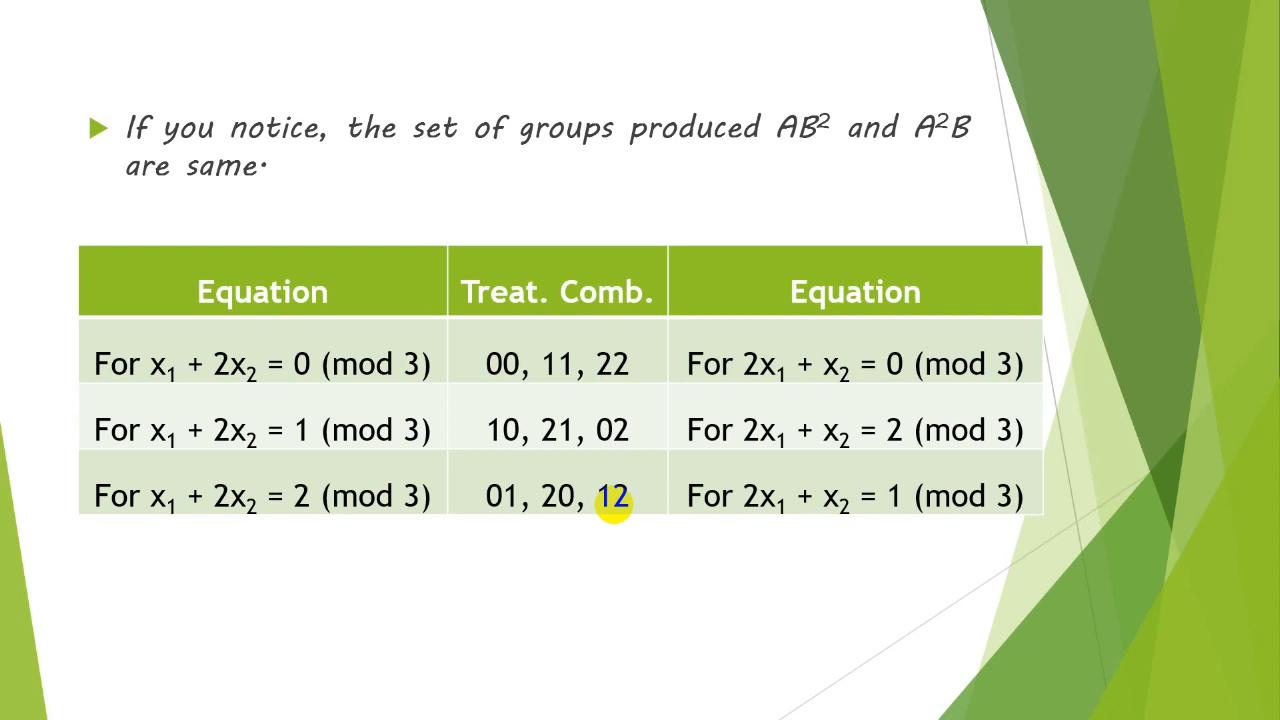 If you notice, the set of groups produced AB² and A²B
are same.
Equation Treat. Comb. Equation
For x₁ + 2x₂ = 0 (mod 3) 00, 11, 22 For 2x₁ + x₂ = 0 (mod 3)
For x₁ + 2x₂ = 1 (mod 3) 10, 21, 02 For 2x₁ + x₂ = 2 (mod 3)
For x₁ + 2x₂ = 2 (mod 3) 01, 20, 12 For 2x₁ + x₂ = 1 (mod 3)